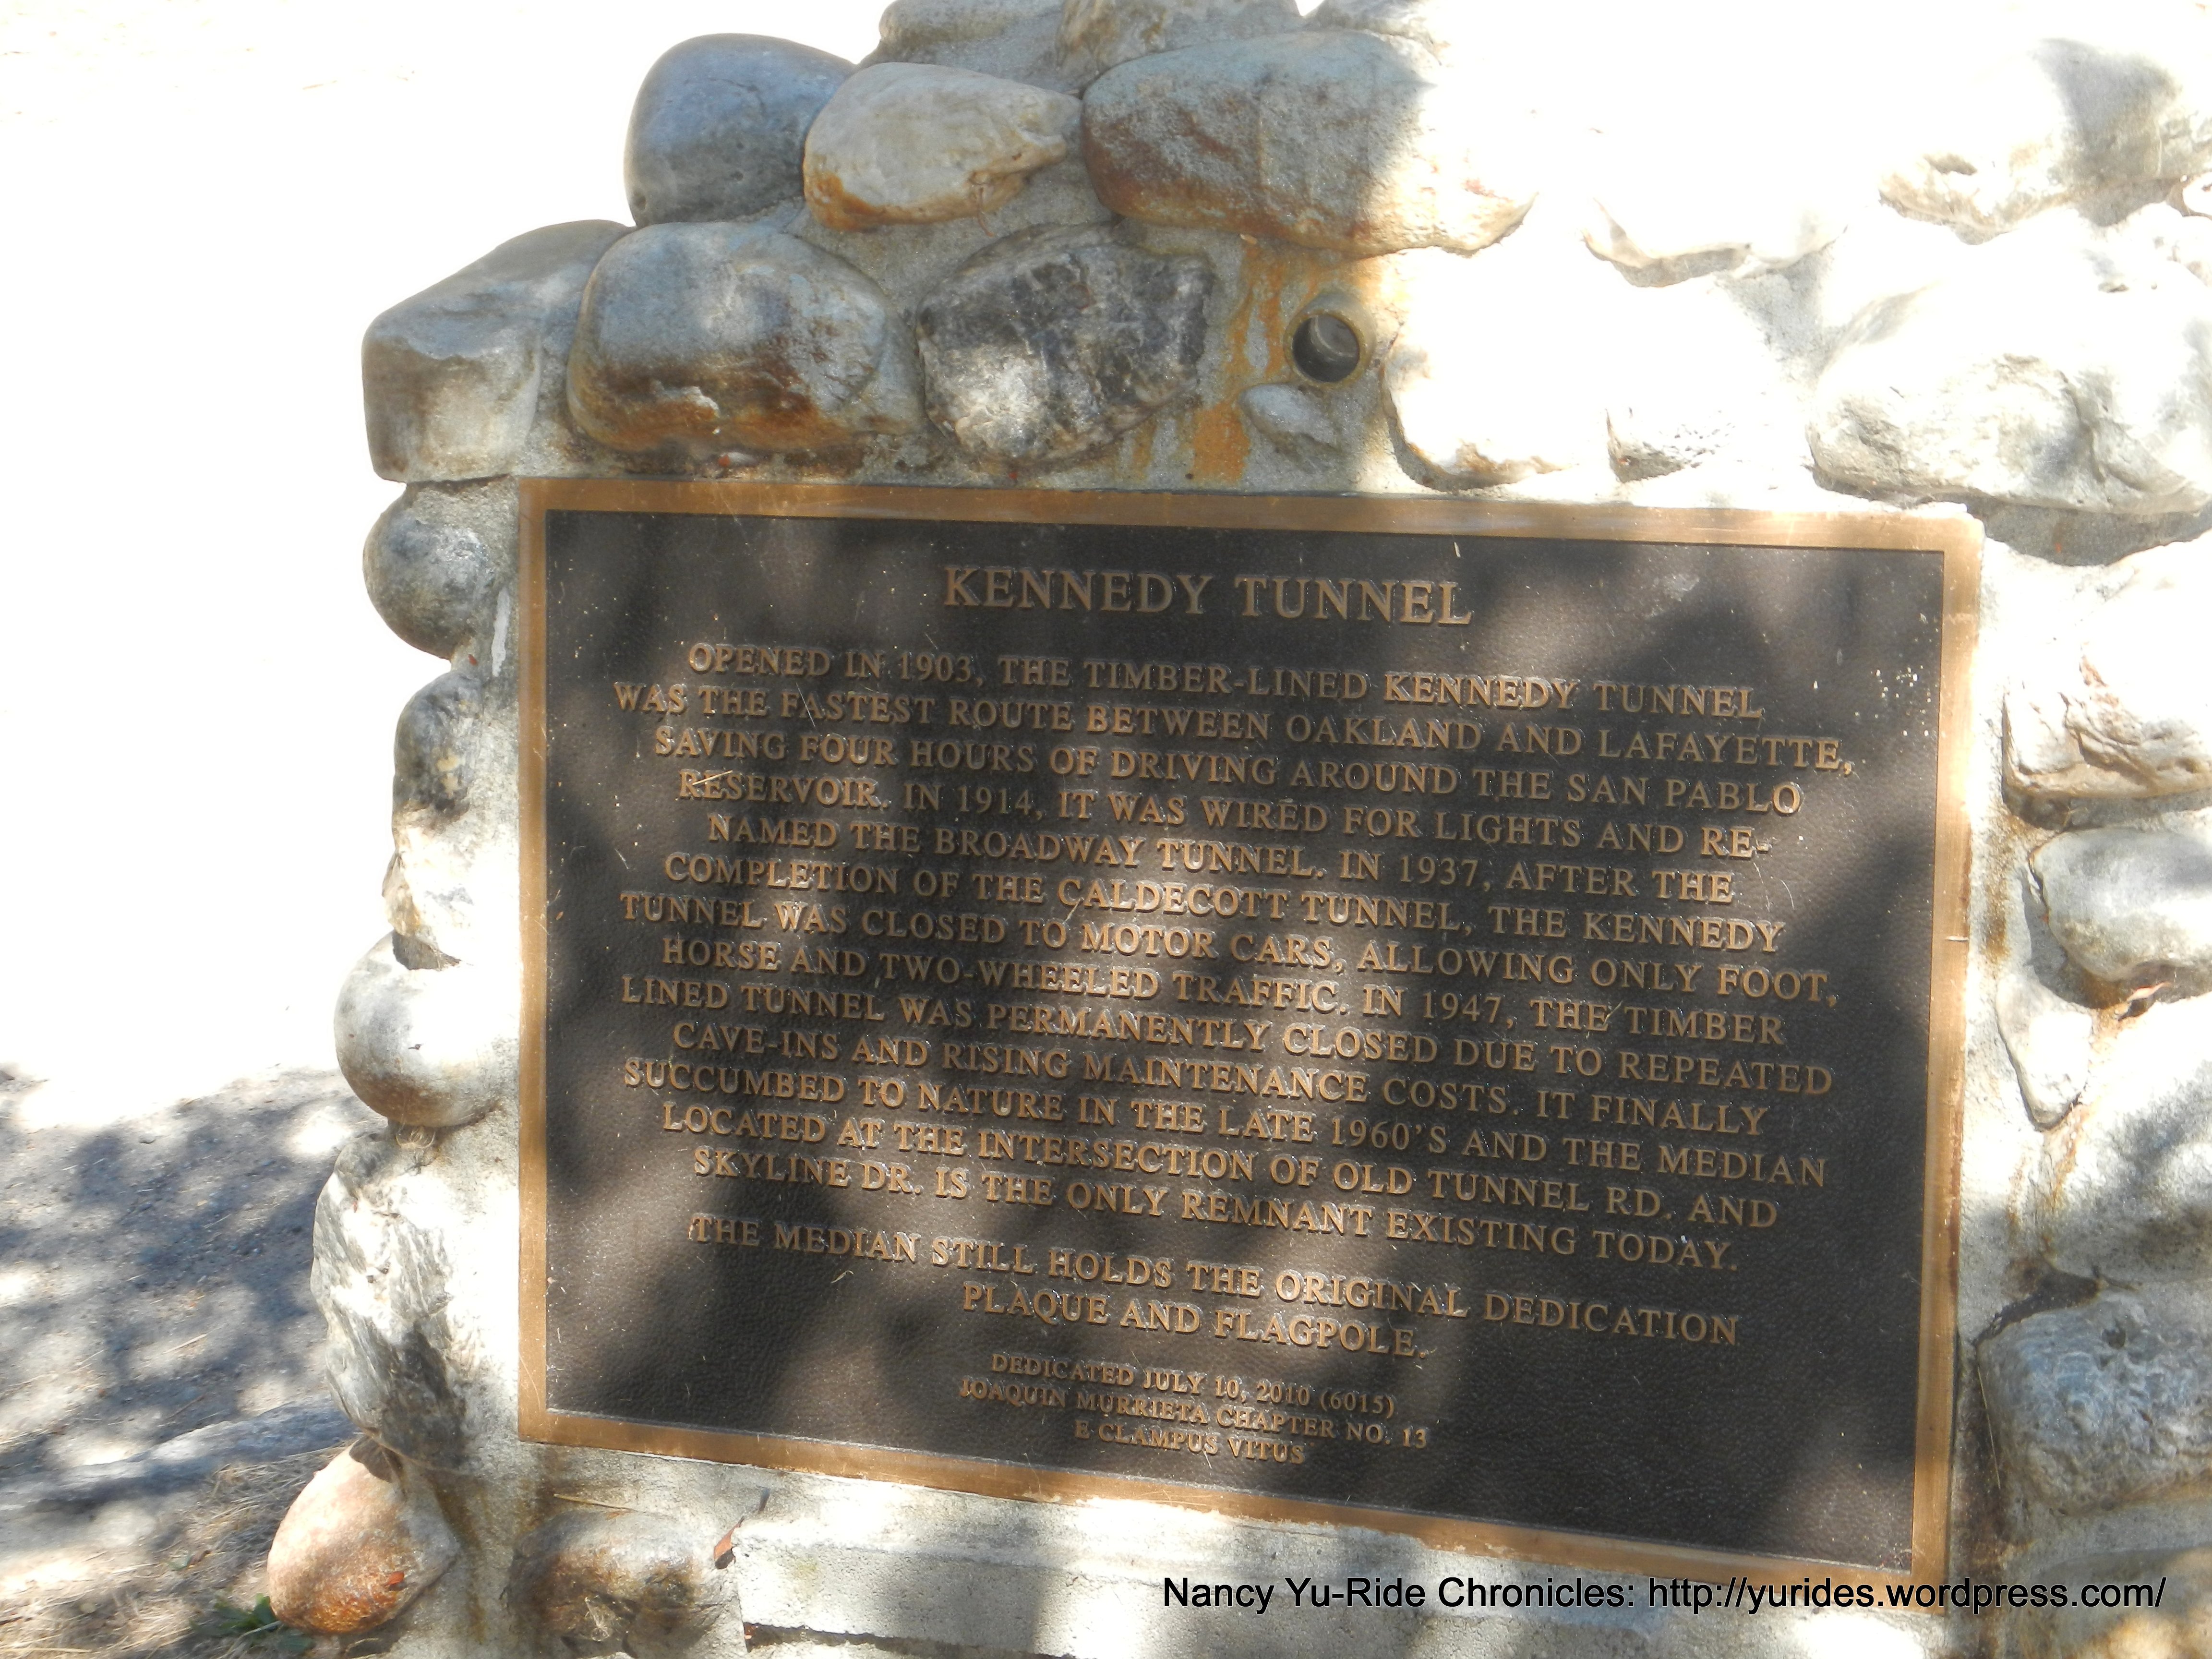 KENNEDY TUNNEL
OPENED IN 1903, THE TIMBER-LINED KENNEDY TUNNEL
WAS THE FASTEST ROUTE BETWEEN OAKLAND AND LAFAYETTE,
SAVING FOUR HOURS OF DRIVING AROUND THE SAN PABLO
RESERVOIR. IN 1914, IT WAS WIRED FOR LIGHTS AND RE-
NAMED THE BROADWAY TUNNEL. IN 1937, AFTER THE
COMPLETION OF THE CALDECOTT TUNNEL, THE KENNEDY
TUNNEL WAS CLOSED TO MOTOR CARS, ALLOWING ONLY FOOT,
HORSE AND TWO-WHEELED TRAFFIC. IN 1947, THE TIMBER
LINED TUNNEL WAS PERMANENTLY CLOSED DUE TO REPEATED
CAVE-INS AND RISING MAINTENANCE COSTS. IT FINALLY
SUCCUMBED TO NATURE IN THE LATE 1960'S AND THE MEDIAN
LOCATED AT THE INTERSECTION OF OLD TUNNEL RD. AND
SKYLINE DR. IS THE ONLY REMNANT EXISTING TODAY.
THE MEDIAN STILL HOLDS THE ORIGINAL DEDICATION
PLAQUE AND FLAGPOLE.
DEDICATED JULY 10, 2010 (6015)
JOAQUIN MURRIETA CHAPTER NO. 13
E CLAMPUS VITUS
Nancy Yu-Ride Chronicles: http://yurides.wordpress.com/